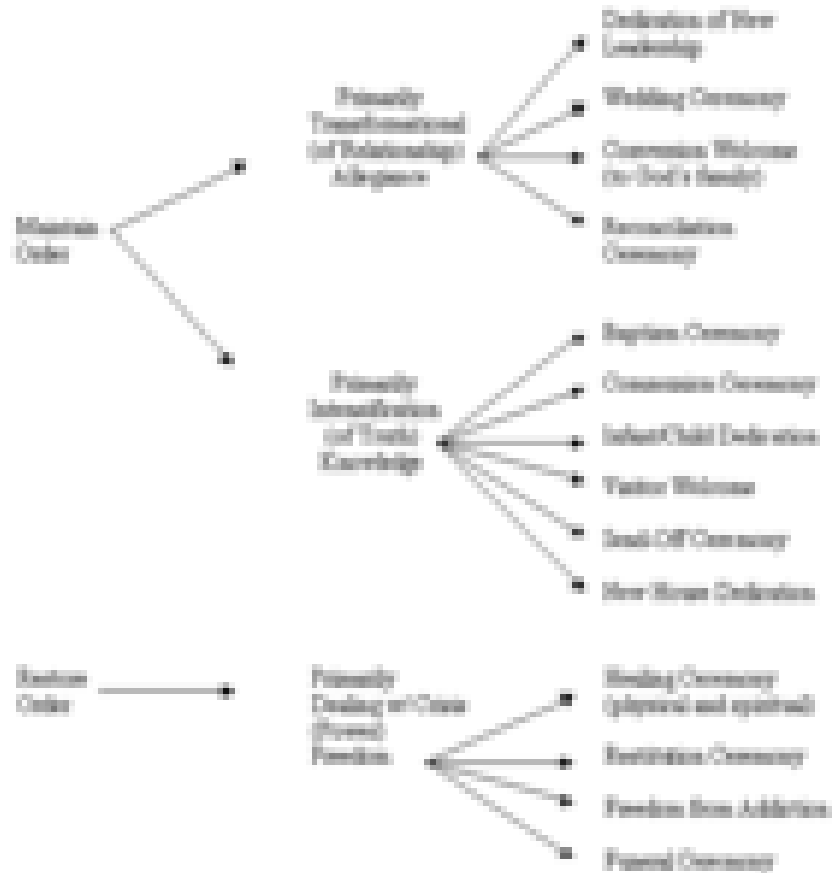 Maintain
Order
Primarily
Transformational
(of Relationship)
Allegiance
Dedication of New
Leadership
Wedding Ceremony
Conversion Welcome
(to God's family)
Reconciliation
Ceremony
Primarily
Intensification
(of Truth)
Knowledge
Baptism Ceremony
Ceremony
Infant/Child Dedication
Visitor Welcome
Send-Off Ceremony
New House Dedication
Restore
Order
Primarily
Dealing w/ Crisis
(Power)
Freedom
Healing Ceremony
(physical and spiritual)
Restitution Ceremony
Freedom from Addiction
Funeral Ceremony